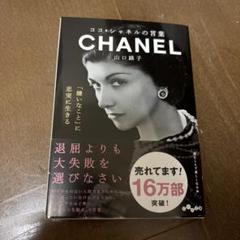 ココ・シャネルの言葉
CHANEL
山口路子
「嫌いなこと」に
忠実に生きる
退屈よりも
大失敗を
選びなさい
売れてます!
16万部
突破!